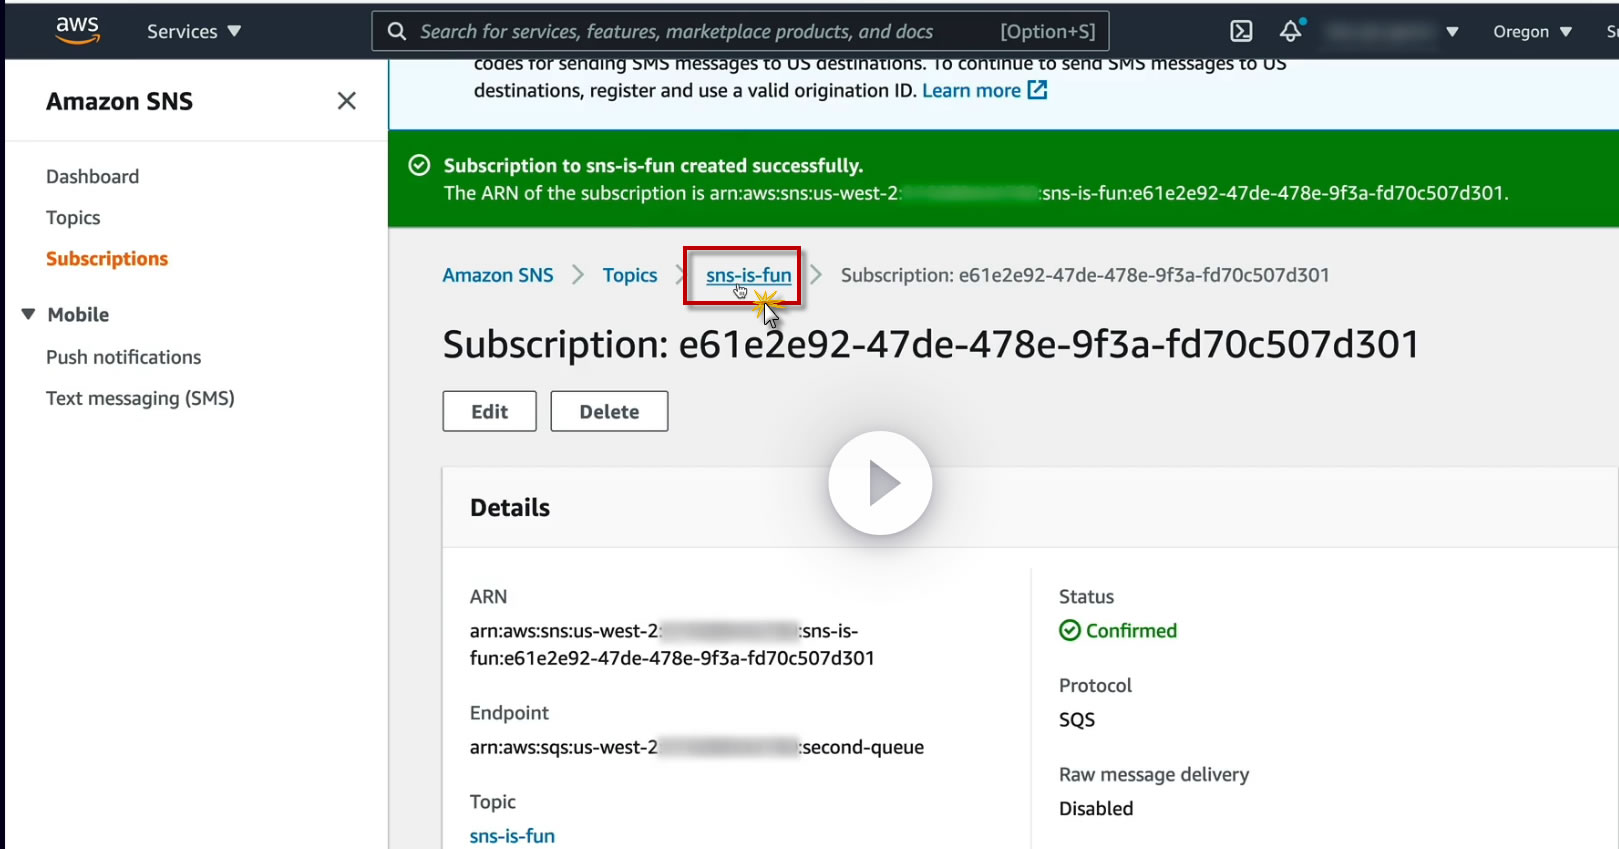 aws
Services
Search for services, features, marketplace products, and docs
[Option+S]
Oregon
codes for sending SMS messages to US destinations. To continue to send SMS messages to US
destinations, register and use a valid origination ID. Learn more
Amazon SNS
Dashboard
Topics
Subscriptions
Mobile
Push notifications
Text messaging (SMS)
Subscription to sns-is-fun created successfully.
The ARN of the subscription is arn:aws:sns:us-west-2: :sns-is-fun:e61e2e92-47de-478e-9f3a-fd70c507d301.
Amazon SNS
Topics
sns-is-fun
Subscription: e61e2e92-47de-478e-9f3a-fd70c507d301
Subscription: e61e2e92-47de-478e-9f3a-fd70c507d301
Edit
Delete
Details
ARN
arn:aws:sns:us-west-2: :sns-is-
fun:e61e2e92-47de-478e-9f3a-fd70c507d301
Endpoint
arn:aws:sqs:us-west-2 :second-queue
Topic
sns-is-fun
Status
Confirmed
Protocol
SQS
Raw message delivery
Disabled